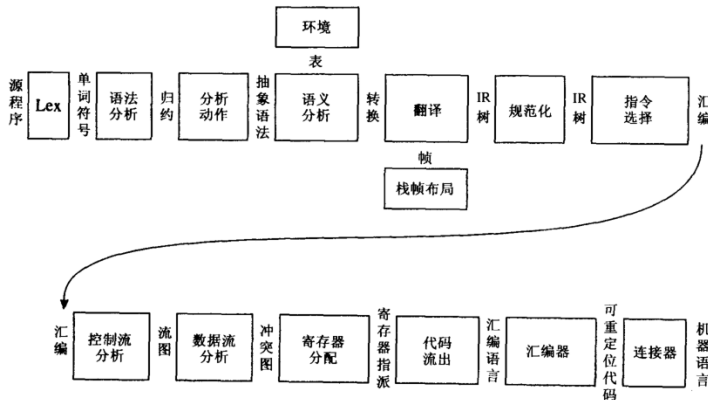 环境
表
源程序
Lex
单词符号
语法
分析
归约
分析
动作
抽象语法
语义
分析
转换
翻译
IR
树
规范化
IR
树
指令
选择
汇编
帧
栈帧布局
汇编
控制流
分析
流图
数据流
分析
冲突图
寄存器
分配
寄存器指派
代码
流出
汇编语言
汇编器
可重定位代码
连接器
机器语言